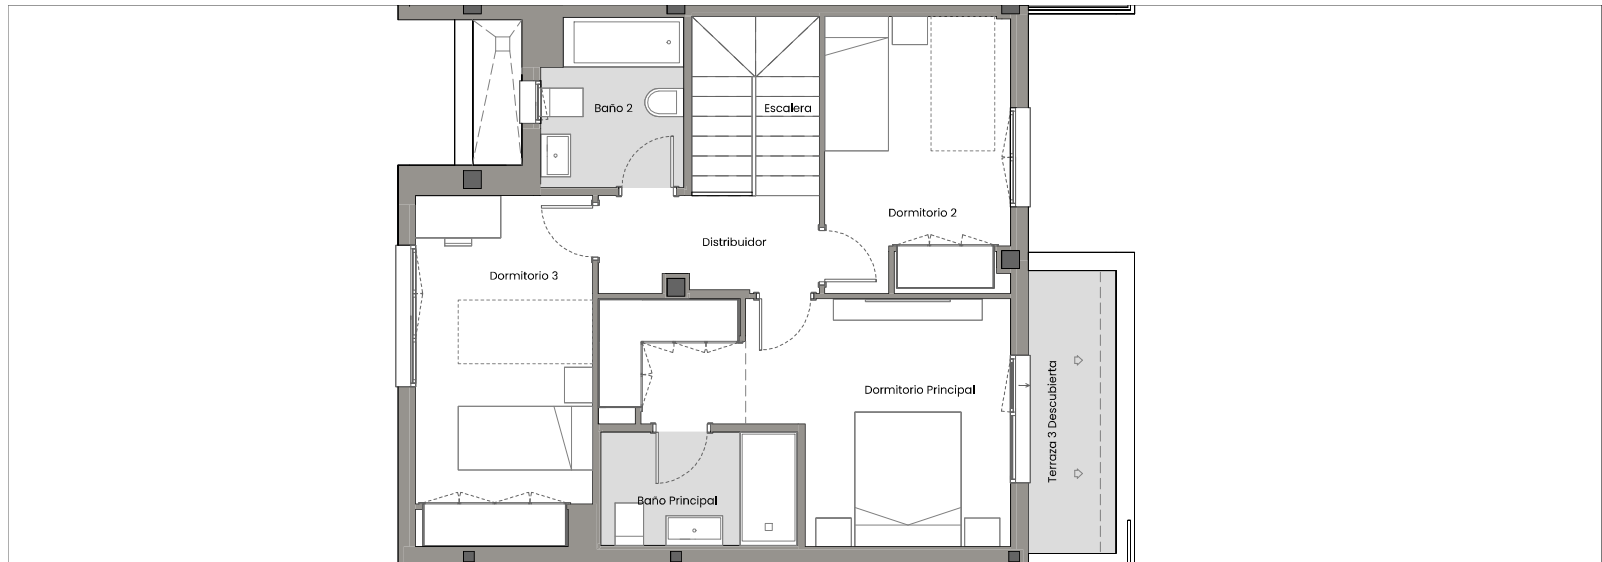 Baño 2
Escalera
Dormitorio 2
Distribuidor
Dormitorio 3
Dormitorio Principal
Terraza 3 Descubierta
Baño Principal